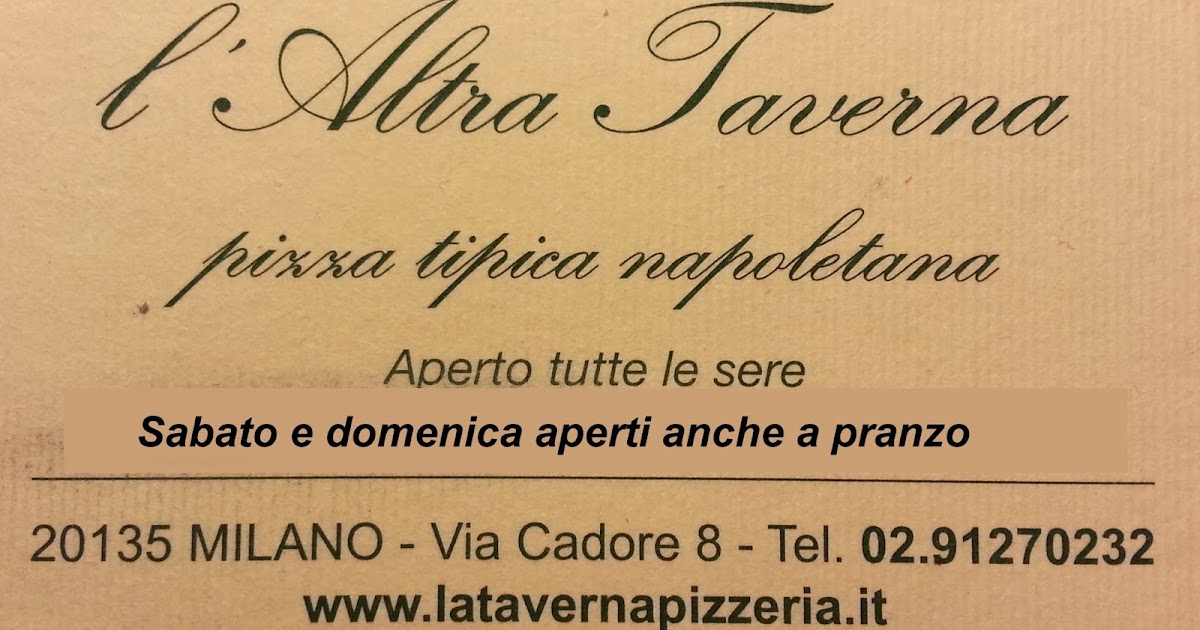 l'Altra Taverna
pizza tipica napoletana
Aperto tutte le sere
Sabato e domenica aperti anche a pranzo
20135 MILANO - Via Cadore 8 - Tel. 02.91270232
www.latavernapizzeria.it